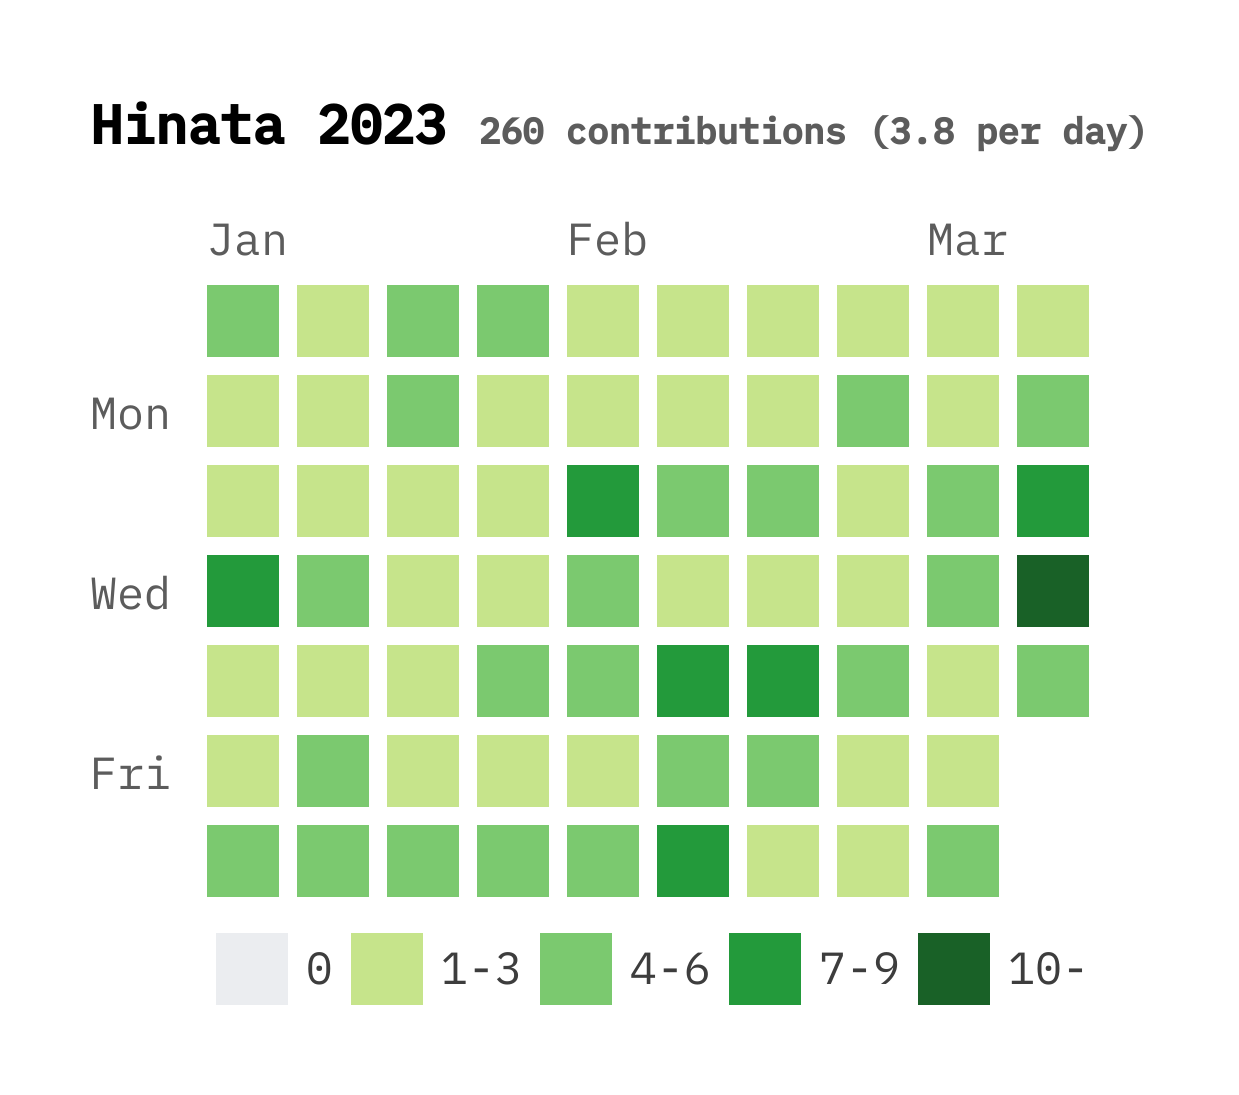 Hinata 2023 260 contributions (3.8 per day)
Jan Feb Mar
Mon
Wed
Fri
0 1-3 4-6 7-9 10-